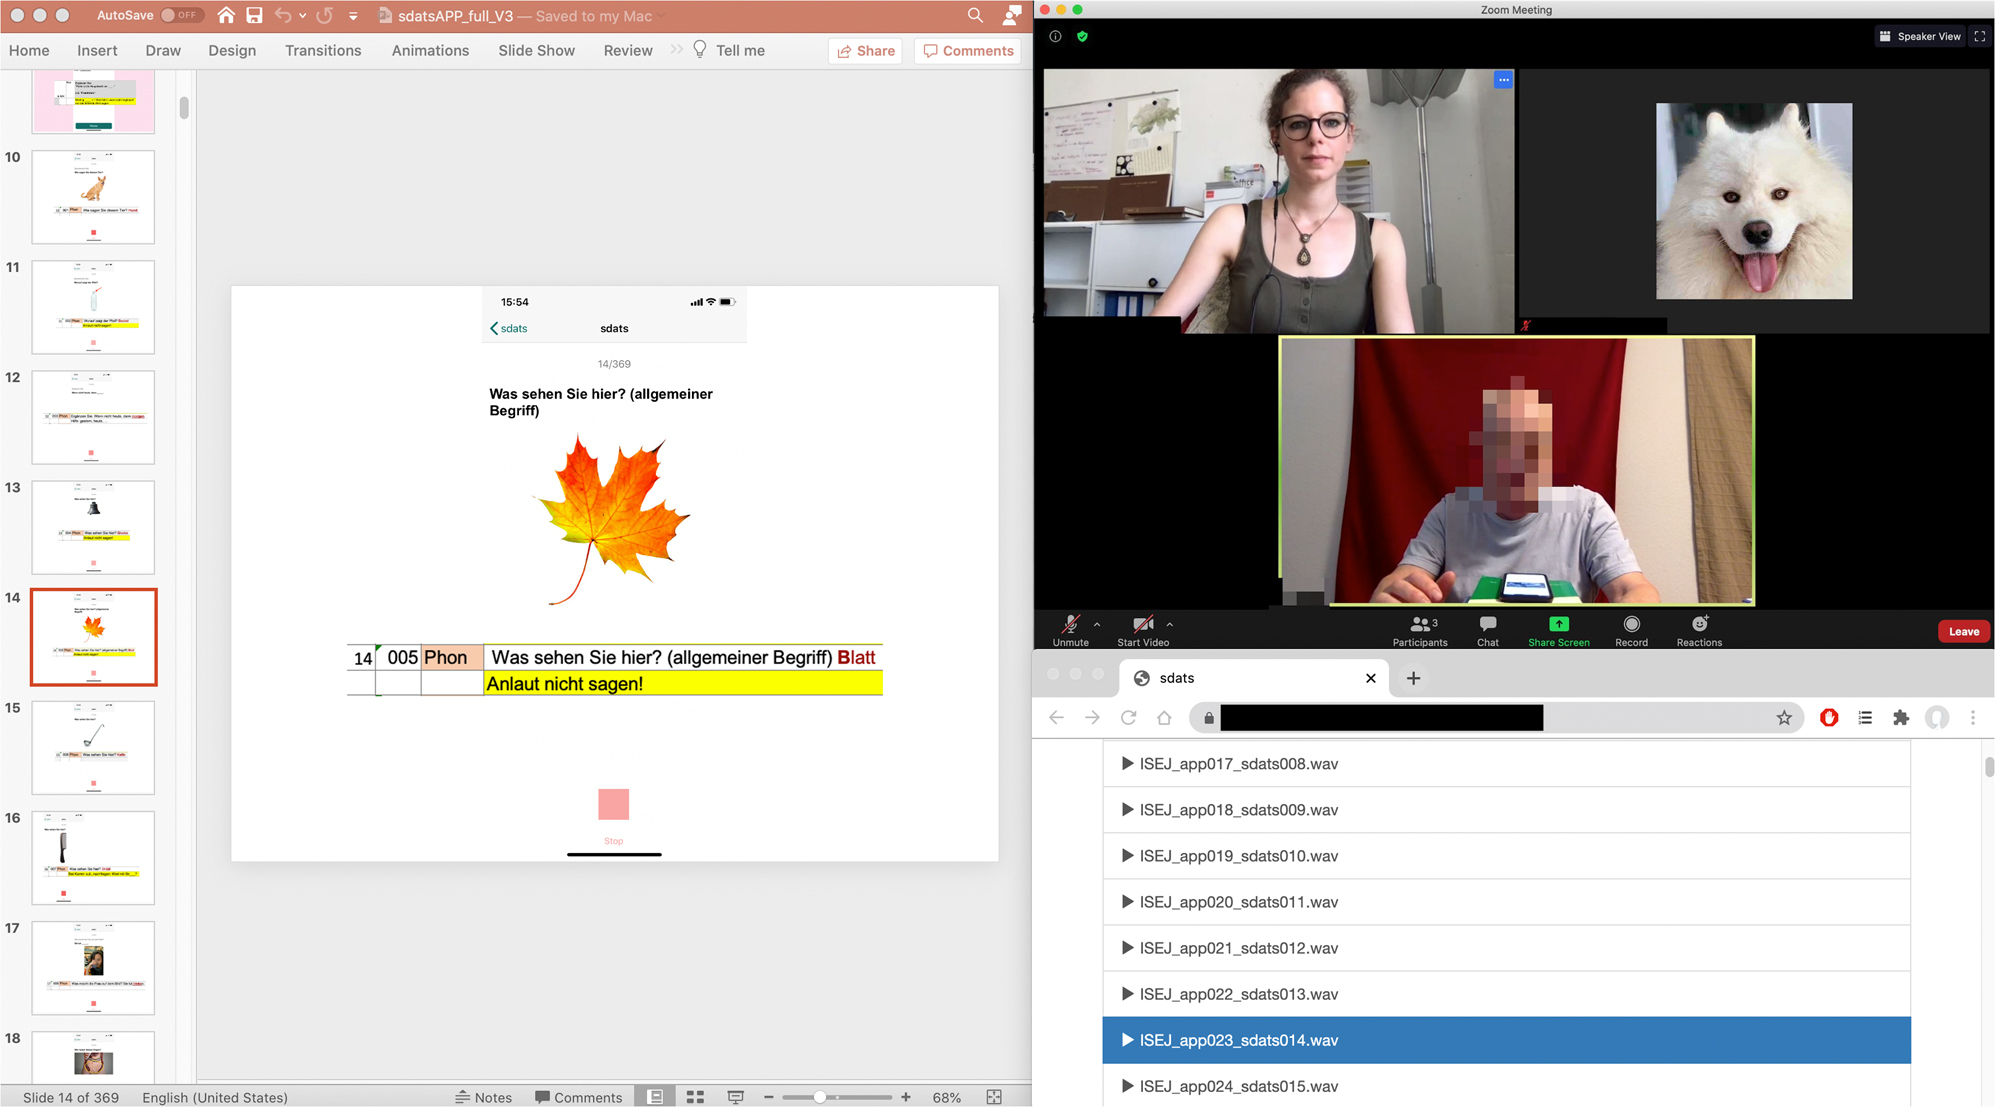 AutoSave
OFF
sdatsAPP_full_V3 — Saved to my Mac
Home Insert Draw Design Transitions Animations Slide Show Review Tell me
Share
Comments
10
11
12
13
14
15
16
17
18
15:54
sdats
sdats
14/369
Was sehen Sie hier? (allgemeiner
Begriff)
14 005 Phon Was sehen Sie hier? (allgemeiner Begriff) Blatt
Anlaut nicht sagen!
Stop
Slide 14 of 369 English (United States) Notes Comments 68%
Zoom Meeting
Speaker View
Unmute Start Video Participants 3 Chat Share Screen Record Reactions Leave
sdats
ISEJ_app017_sdats008.wav
ISEJ_app018_sdats009.wav
ISEJ_app019_sdats010.wav
ISEJ_app020_sdats011.wav
ISEJ_app021_sdats012.wav
ISEJ_app022_sdats013.wav
ISEJ_app023_sdats014.wav
ISEJ_app024_sdats015.wav